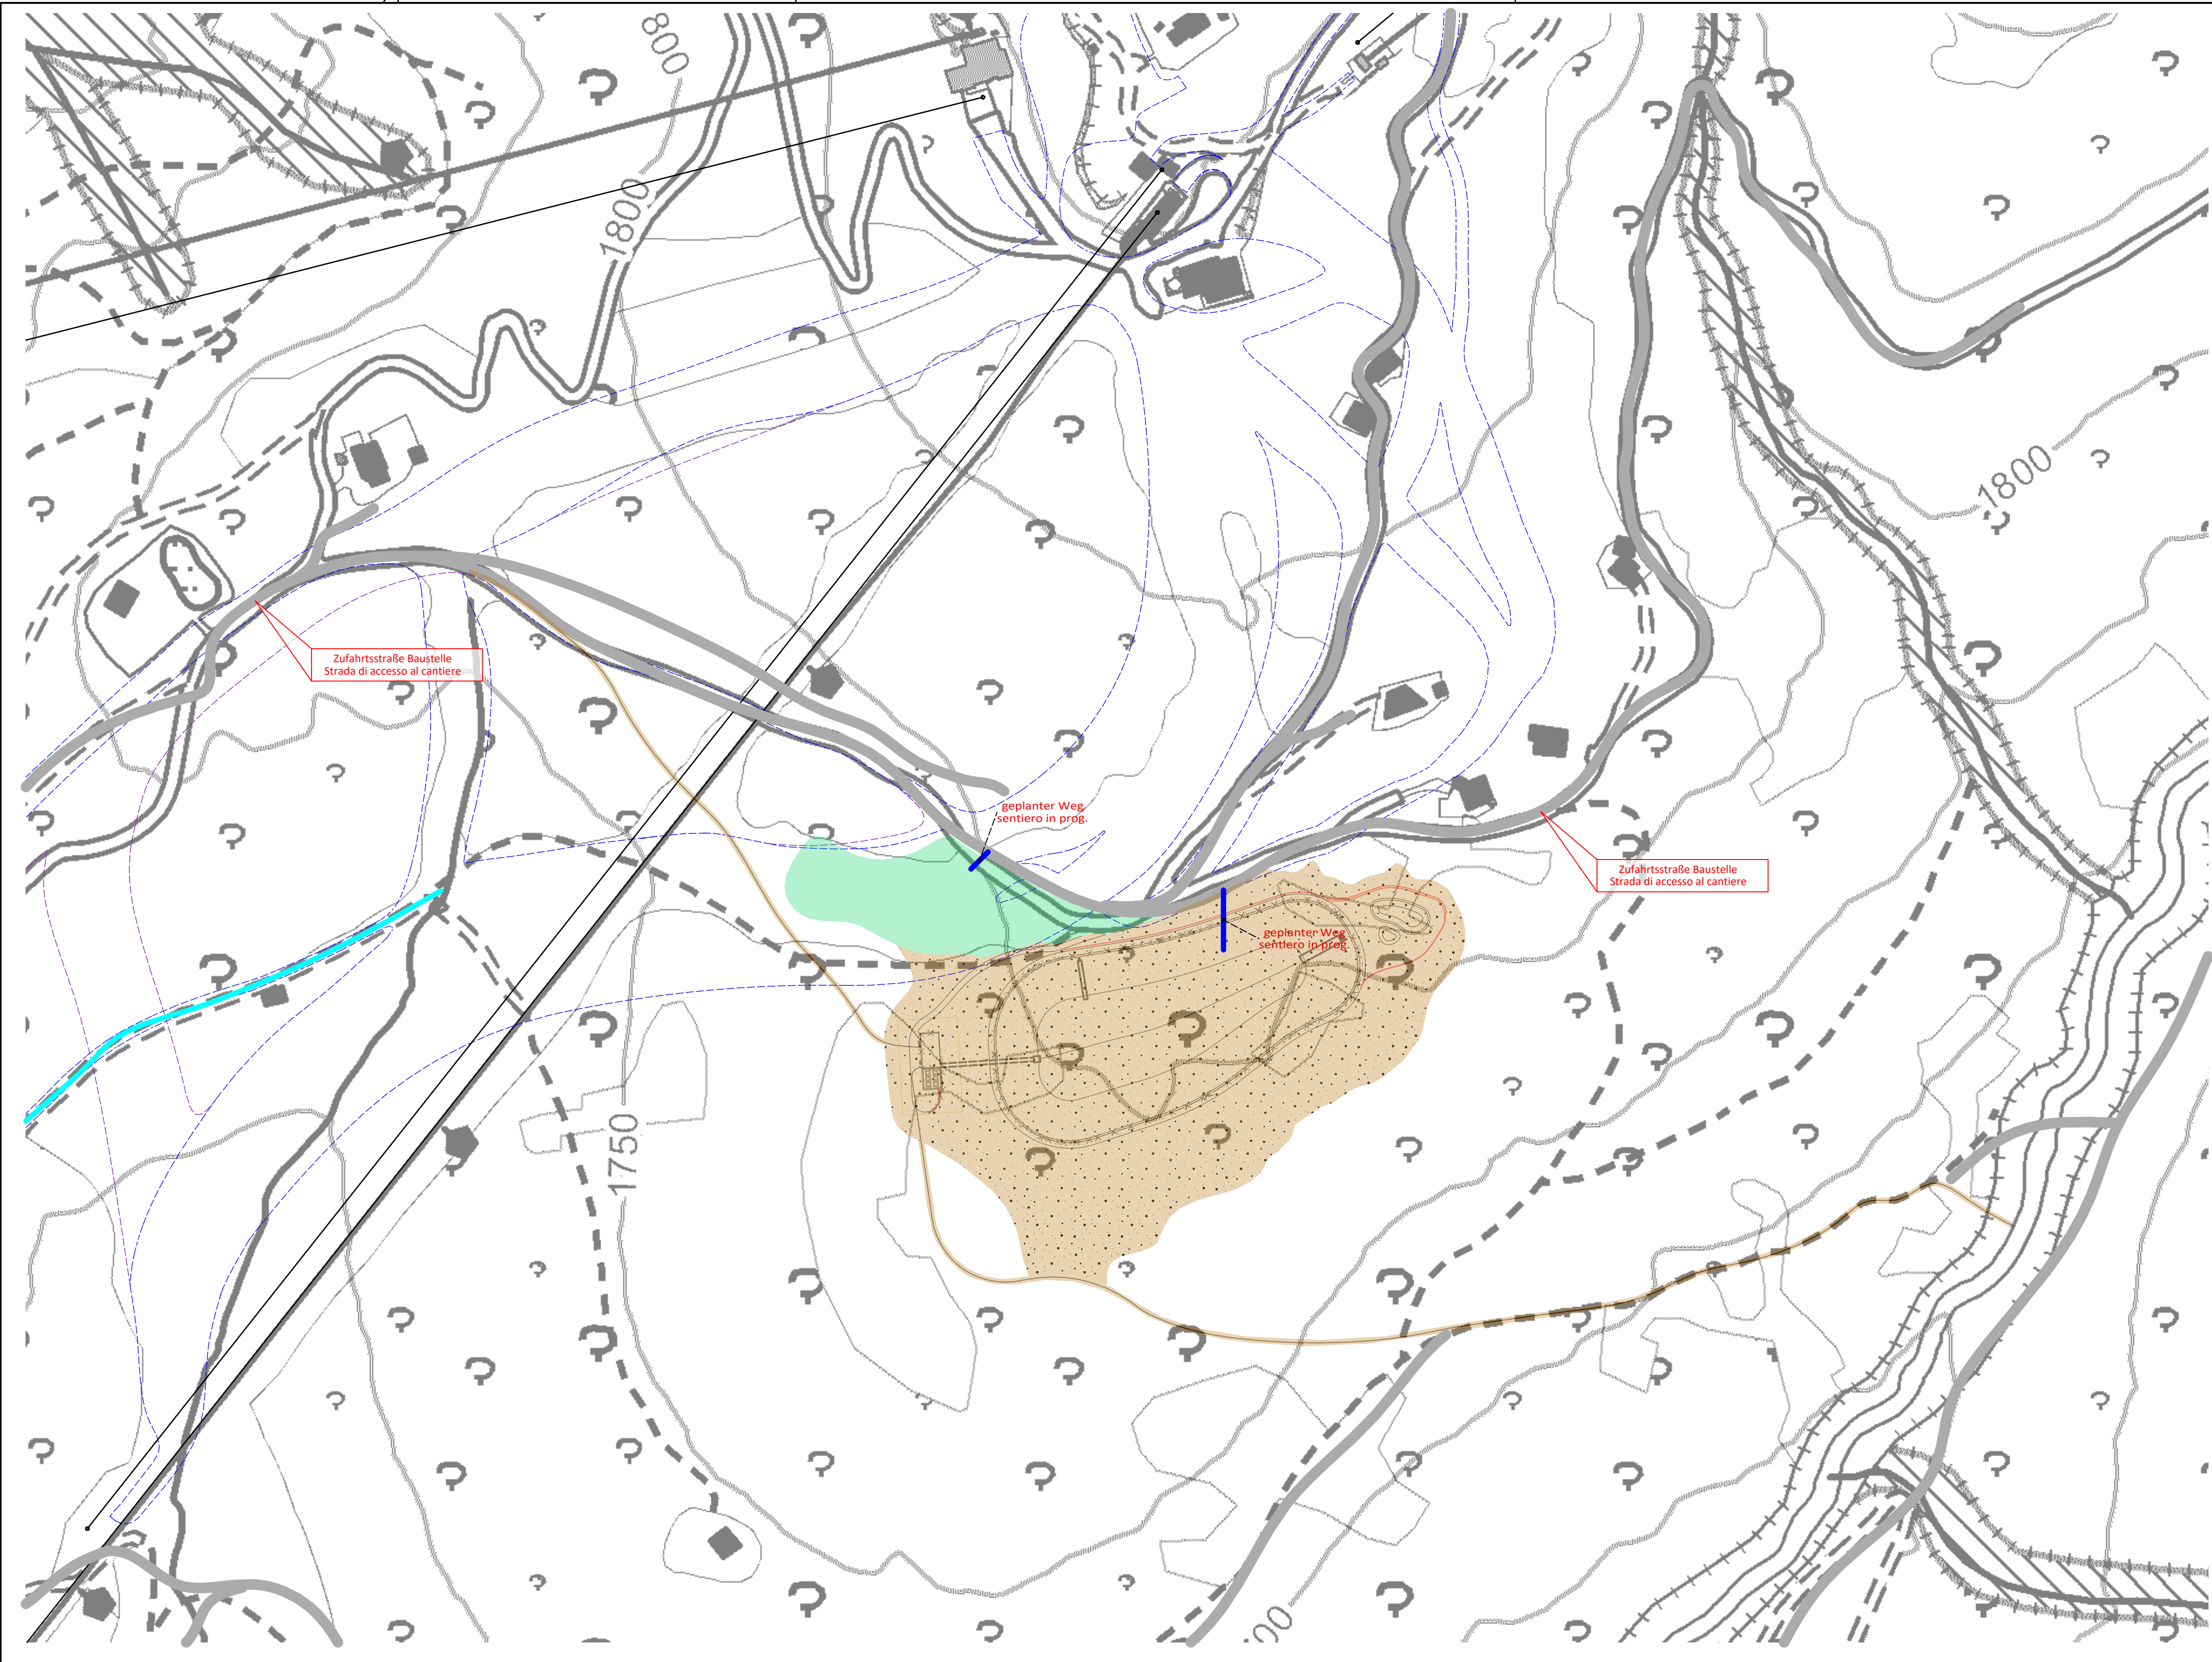 800
1800
1800
Zufahrtsstraße Baustelle
Strada di accesso al cantiere
geplanter Weg
sentiero in prog.
Zufahrtsstraße Baustelle
Strada di accesso al cantiere
geplanter Weg
sentiero in prog.
1750
00